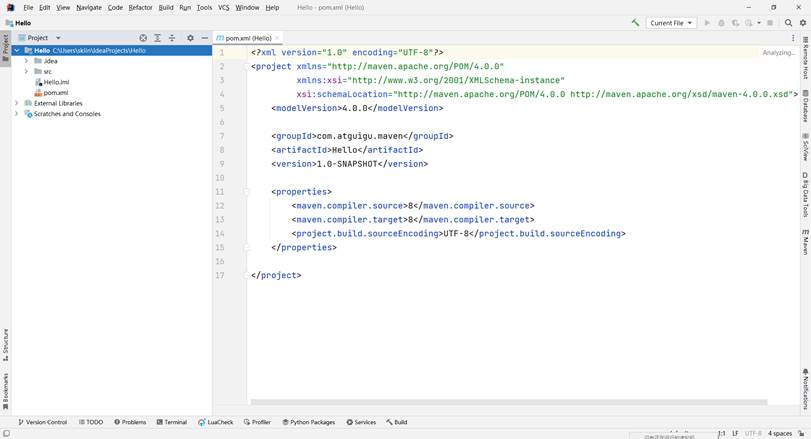 File Edit View Navigate Code Refactor Build Run Tools VCS Window Help Hello - pom.xml (Hello)
Hello
Current File
Project
pom.xml (Hello)
Hello C:\Users\skiin\IdeaProjects\Hello
.idea
src
Hello.iml
pom.xml
External Libraries
Scratches and Consoles
Analyzing...
1 <?xml version="1.0" encoding="UTF-8"?>
2 <project xmlns="http://maven.apache.org/POM/4.0.0"
3 xmlns:xsi="http://www.w3.org/2001/XMLSchema-instance"
4 xsi:schemaLocation="http://maven.apache.org/POM/4.0.0 http://maven.apache.org/xsd/maven-4.0.0.xsd">
5 <modelVersion>4.0.0</modelVersion>
6
7 <groupId>com.atguigu.maven</groupId>
8 <artifactId>Hello</artifactId>
9 <version>1.0-SNAPSHOT</version>
10
11 <properties>
12 <maven.compiler.source>8</maven.compiler.source>
13 <maven.compiler.target>8</maven.compiler.target>
14 <project.build.sourceEncoding>UTF-8</project.build.sourceEncoding>
15 </properties>
16
17 </project>
Project
Structure
Bookmarks
Remote Host
Database
SciView
Big Data Tools
Maven
Notifications
Version Control TODO Problems Terminal LuaCheck Profiler Python Packages Services Build
1:1 LF UTF-8 4 spaces